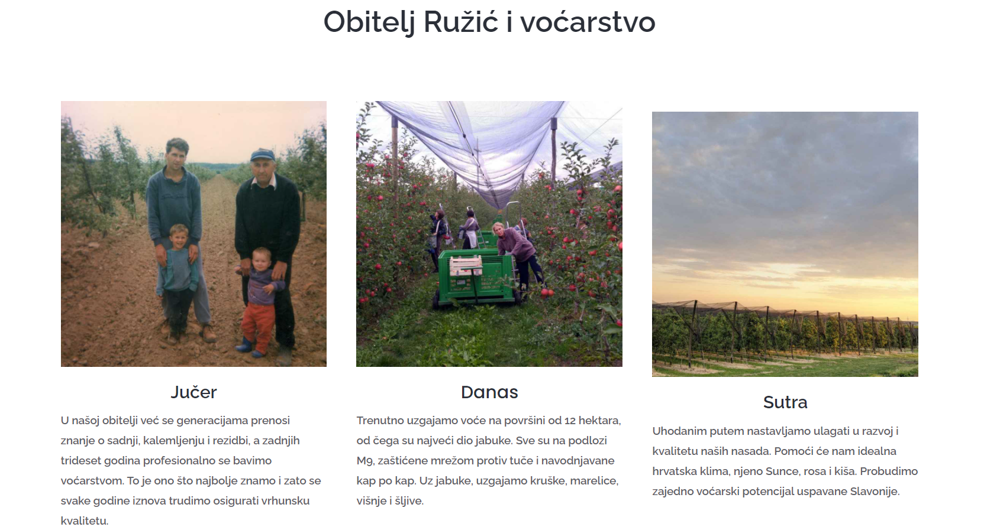 Obitelj Ružić i voćarstvo
Jučer
U našoj obitelji već se generacijama prenosi
znanje o sadnji, kalemljenju i rezidbi, a zadnjih
trideset godina profesionalno se bavimo
voćarstvom. To je ono što najbolje znamo i zato se
svake godine iznova trudimo osigurati vrhunsku
kvalitetu.
Danas
Trenutno uzgajamo voće na površini od 12 hektara,
od čega su najveći dio jabuke. Sve su na podlozi
M9, zaštićene mrežom protiv tuče i navodnjavane
kap po kap. Uz jabuke, uzgajamo kruške, marelice,
višnje i šljive.
Sutra
Uhodanim putem nastavljamo ulagati u razvoj i
kvalitetu naših nasada. Pomoći će nam idealna
hrvatska klima, njeno Sunce, rosa i kiša. Probudimo
zajedno voćarski potencijal uspavane Slavonije.